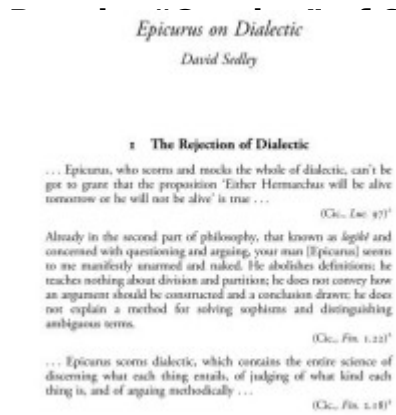 Epicurus on Dialectic
David Sedley
1 The Rejection of Dialectic
... Epicurus, who scorns and mocks the whole of dialectic, can't be
got to grant that the proposition 'Either Hermarchus will be alive
tomorrow or he will not be alive' is true ...
(Cic., Luc. 97)¹
Already in the second part of philosophy, that known as logikē and
concerned with questioning and arguing, your man [Epicurus] seems
to me manifestly unarmed and naked. He abolishes definitions; he
teaches nothing about division and partition; he does not convey how
an argument should be constructed and a conclusion drawn; he does
not explain a method for solving sophisms and distinguishing
ambiguous terms.
(Cic., Fin. 1.22)²
... Epicurus scorns dialectic, which contains the entire science of
discerning what each thing entails, of judging of what kind each
thing is, and of arguing methodically ...
(Cic., Fin. 2.18)³